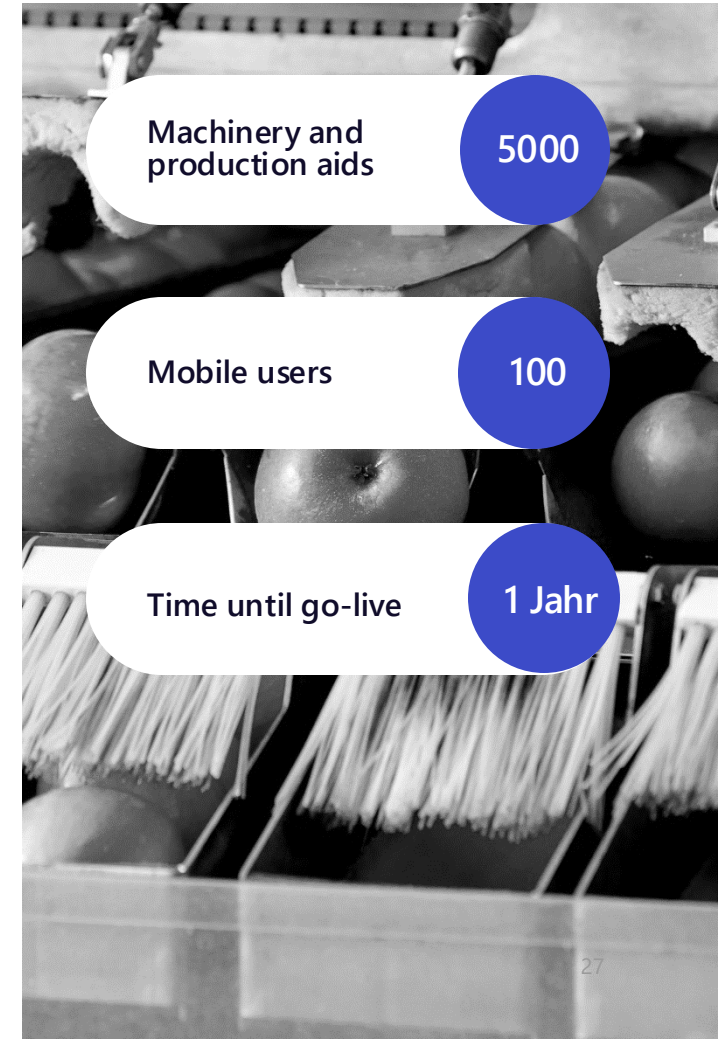 Machinery and
production aids
5000
Mobile users
100
Time until go-live
1 Jahr
27